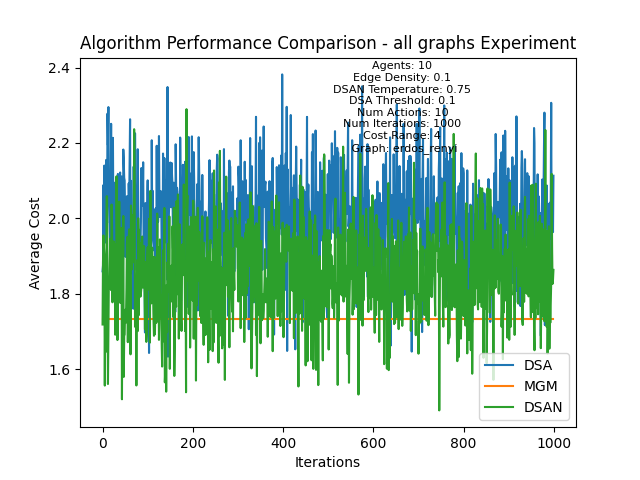 Algorithm Performance Comparison - all graphs Experiment
Agents: 10
Edge Density: 0.1
DSAN Temperature: 0.75
DSA Threshold: 0.1
Num Actions: 10
Num Iterations: 1000
Cost Range: 4
Graph: erdos_renyi
2.4
2.2
2.0
1.8
1.6
Average Cost
DSA
MGM
DSAN
0
200
400
600
800
1000
Iterations